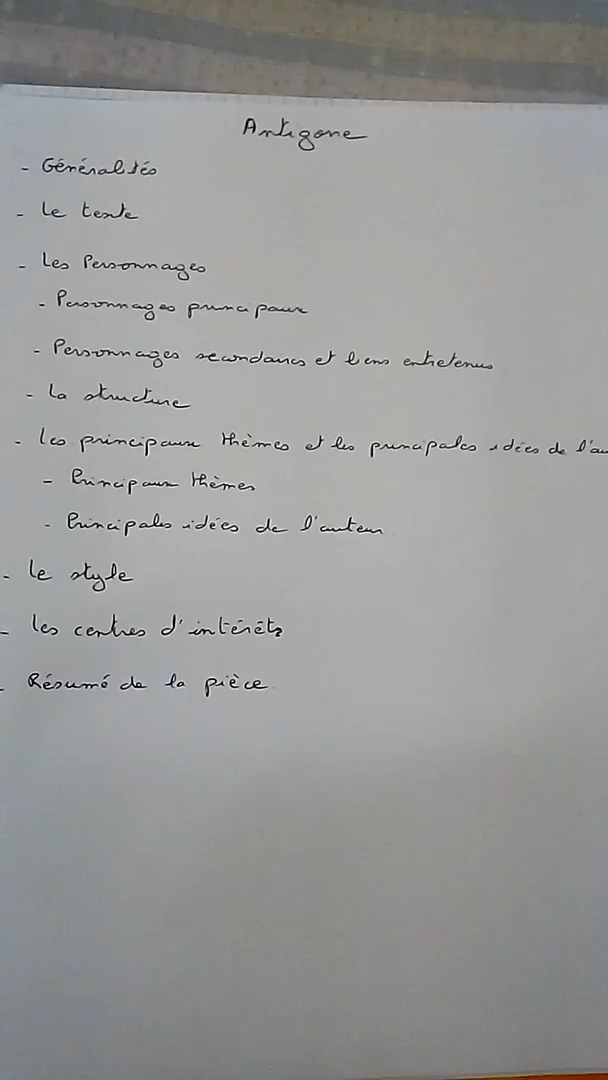 Antigone
- Généralités
- Le texte
- Les Personnages
- Personnages principaux
- Personnages secondaires et liens entretenus
- La structure
- Les principaux thèmes et les principales idées de l'au
- Principaux thèmes
- Principales idées de l'auteur
- Le style
- Les centres d'intérêts
- Résumé de la pièce